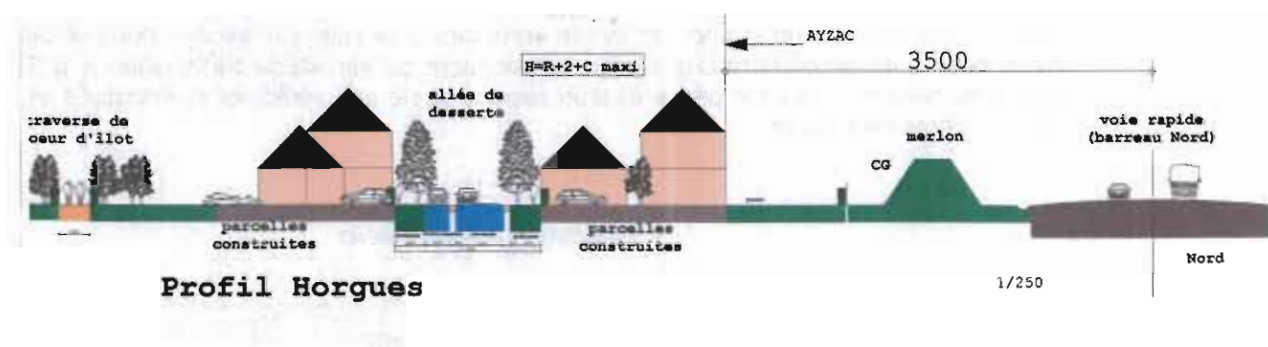 AYZAC
H=R+2+C maxi
3500
allée de
desserte
traverse de
coeur d'îlot
voie rapide
(barreau Nord)
merlon
CG
parcelles
construites
parcelles
construites
Nord
1/250
Profil Horgues